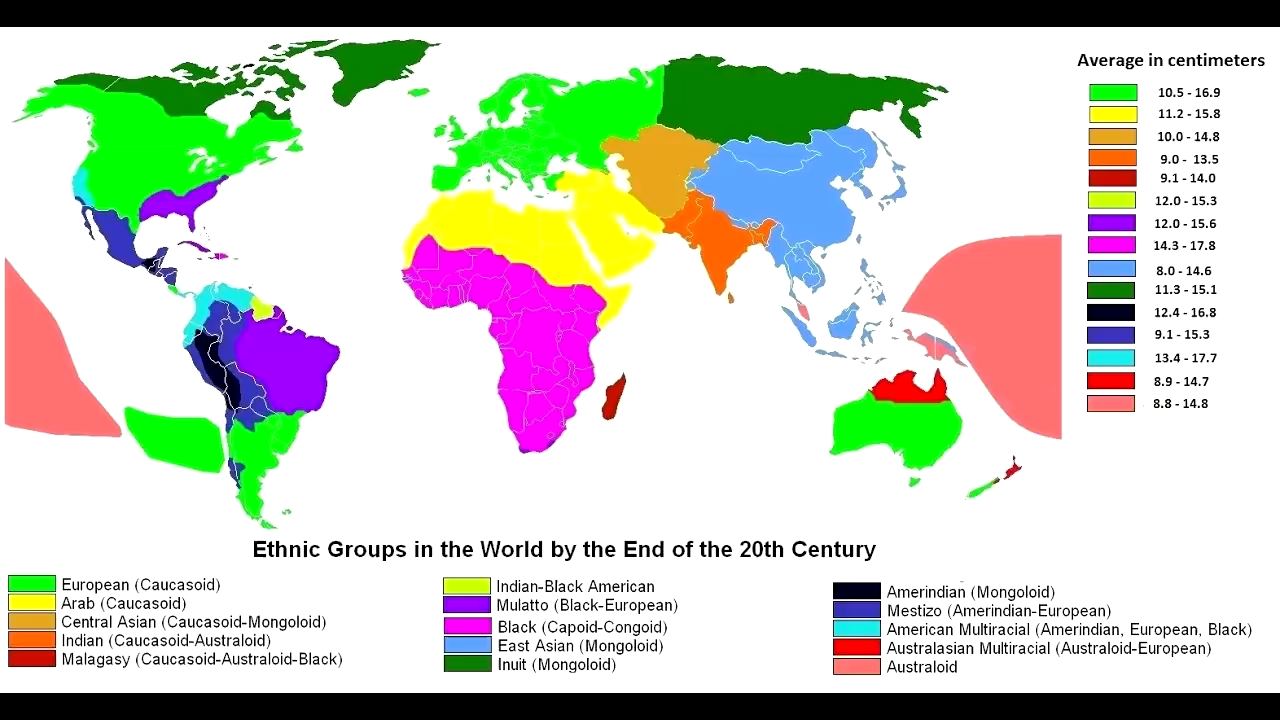 Average in centimeters
10.5 - 16.9
11.2 - 15.8
10.0 - 14.8
9.0 - 13.5
9.1 - 14.0
12.0 - 15.3
12.0 - 15.6
14.3 - 17.8
8.0 - 14.6
11.3 - 15.1
12.4 - 16.8
9.1 - 15.3
13.4 - 17.7
8.9 - 14.7
8.8 - 14.8
Ethnic Groups in the World by the End of the 20th Century
European (Caucasoid)
Arab (Caucasoid)
Central Asian (Caucasoid-Mongoloid)
Indian (Caucasoid-Australoid)
Malagasy (Caucasoid-Australoid-Black)
Indian-Black American
Mulatto (Black-European)
Black (Capoid-Congoid)
East Asian (Mongoloid)
Inuit (Mongoloid)
Amerindian (Mongoloid)
Mestizo (Amerindian-European)
American Multiracial (Amerindian, European, Black)
Australasian Multiracial (Australoid-European)
Australoid